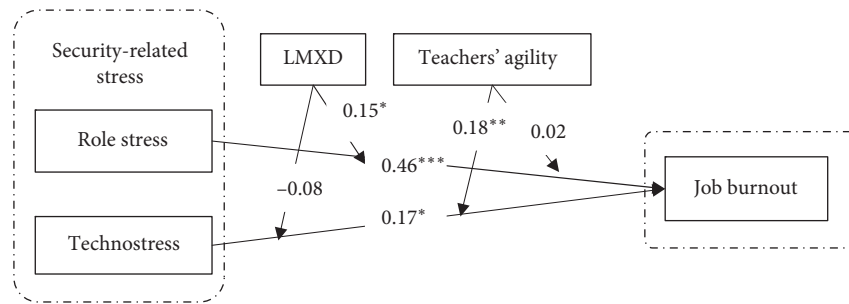 Security-related
stress
LMXD
Teachers’ agility
0.15*
0.18**
0.02
Role stress
0.46***
Job burnout
–0.08
0.17*
Technostress